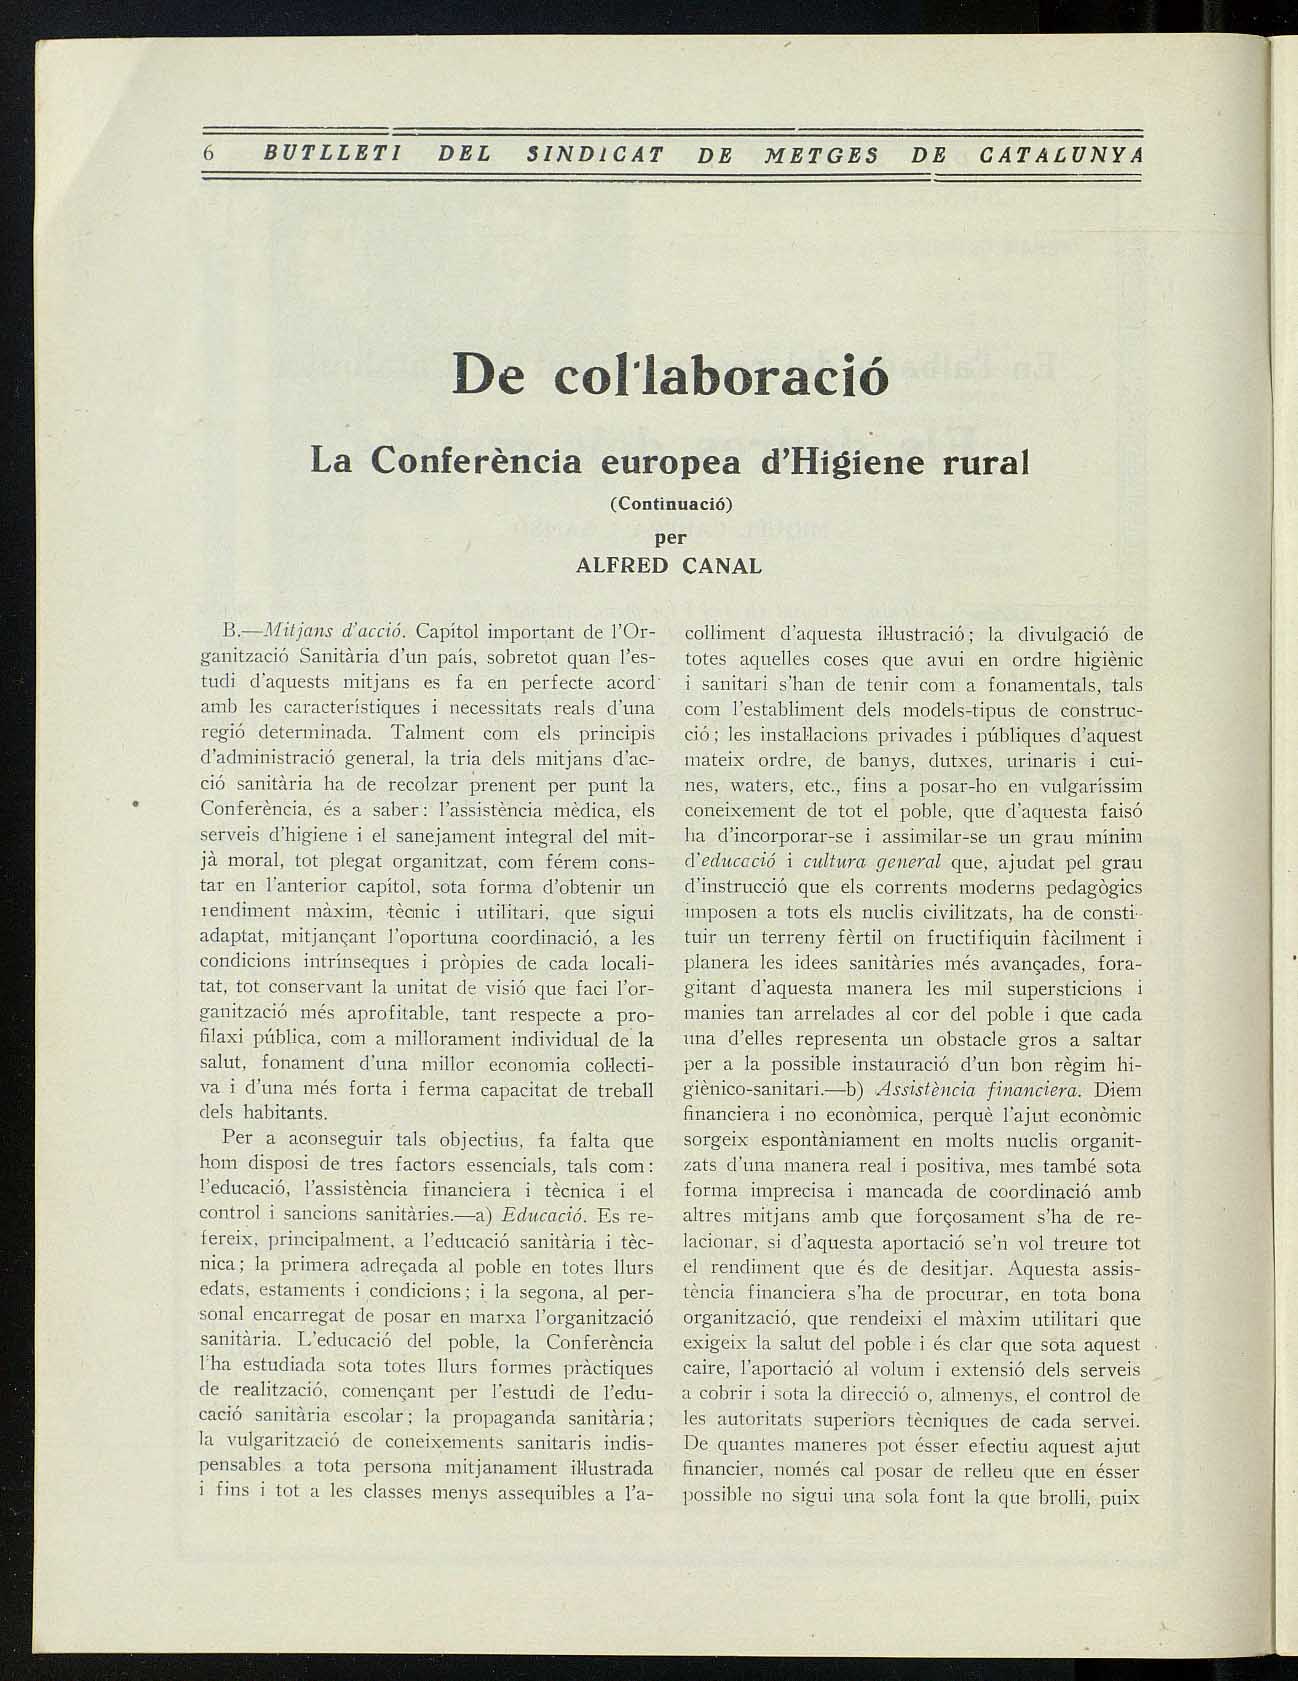 6 BUTLLETI DEL SINDICAT DE METGES DE CATALUNYA
De col·laboració
La Conferència europea d'Higiene rural
(Continuació)
per
ALFRED CANAL
B.—Mitjans d'acció. Capítol important de l'Or-
ganització Sanitària d'un país, sobretot quan l'es-
tudi d'aquests mitjans es fa en perfecte acord
amb les característiques i necessitats reals d'una
regió determinada. Talment com els principis
d'administració general, la tria dels mitjans d'ac-
ció sanitària ha de recolzar prenent per punt la
Conferència, és a saber: l'assistència mèdica, els
serveis d'higiene i el sanejament integral del mit-
jà moral, tot plegat organitzat, com férem cons-
tar en l'anterior capítol, sota forma d'obtenir un
rendiment màxim, tècnic i utilitari, que sigui
adaptat, mitjançant l'oportuna coordinació, a les
condicions intrínseques i pròpies de cada locali-
tat, tot conservant la unitat de visió que faci l'or-
ganització més aprofitable, tant respecte a pro-
filaxi pública, com a millorament individual de la
salut, fonament d'una millor economia col·lecti-
va i d'una més forta i ferma capacitat de treball
dels habitants.
Per a aconseguir tals objectius, fa falta que
hom disposi de tres factors essencials, tals com:
l'educació, l'assistència financiera i tècnica i el
control i sancions sanitàries.—a) Educació. Es re-
fereix, principalment, a l'educació sanitària i tèc-
nica; la primera adreçada al poble en totes llurs
edats, estaments i condicions; i la segona, al per-
sonal encarregat de posar en marxa l'organització
sanitària. L'educació del poble, la Conferència
l'ha estudiada sota totes llurs formes pràctiques
de realització, començant per l'estudi de l'edu-
cació sanitària escolar; la propaganda sanitària;
la vulgarització de coneixements sanitaris indis-
pensables a tota persona mitjanament il·lustrada
i fins i tot a les classes menys assequibles a l'a-
colliment d'aquesta il·lustració; la divulgació de
totes aquelles coses que avui en ordre higiènic
i sanitari s'han de tenir com a fonamentals, tals
com l'establiment dels models-tipus de construc-
ció; les instal·lacions privades i públiques d'aquest
mateix ordre, de banys, dutxes, urinaris i cui-
nes, waters, etc., fins a posar-ho en vulgaríssim
coneixement de tot el poble, que d'aquesta faisó
ha d'incorporar-se i assimilar-se un grau mínim
d'educació i cultura general que, ajudat pel grau
d'instrucció que els corrents moderns pedagògics
imposen a tots els nuclis civilitzats, ha de consti-
tuir un terreny fèrtil on fructifiquin fàcilment i
planera les idees sanitàries més avançades, fora-
gitant d'aquesta manera les mil supersticions i
manies tan arrelades al cor del poble i que cada
una d'elles representa un obstacle gros a saltar
per a la possible instauració d'un bon règim hi-
giènico-sanitari.—b) Assistència financiera. Diem
financiera i no econòmica, perquè l'ajut econòmic
sorgeix espontàniament en molts nuclis organit-
zats d'una manera real i positiva, mes també sota
forma imprecisa i mancada de coordinació amb
altres mitjans amb que forçosament s'ha de re-
lacionar, si d'aquesta aportació se'n vol treure tot
el rendiment que és de desitjar. Aquesta assis-
tència financiera s'ha de procurar, en tota bona
organització, que rendeixi el màxim utilitari que
exigeix la salut del poble i és clar que sota aquest
caire, l'aportació al volum i extensió dels serveis
a cobrir i sota la direcció o, almenys, el control de
les autoritats superiors tècniques de cada servei.
De quantes maneres pot ésser efectiu aquest ajut
financier, només cal posar de relleu que en ésser
possible no sigui una sola font la que brolli, puix